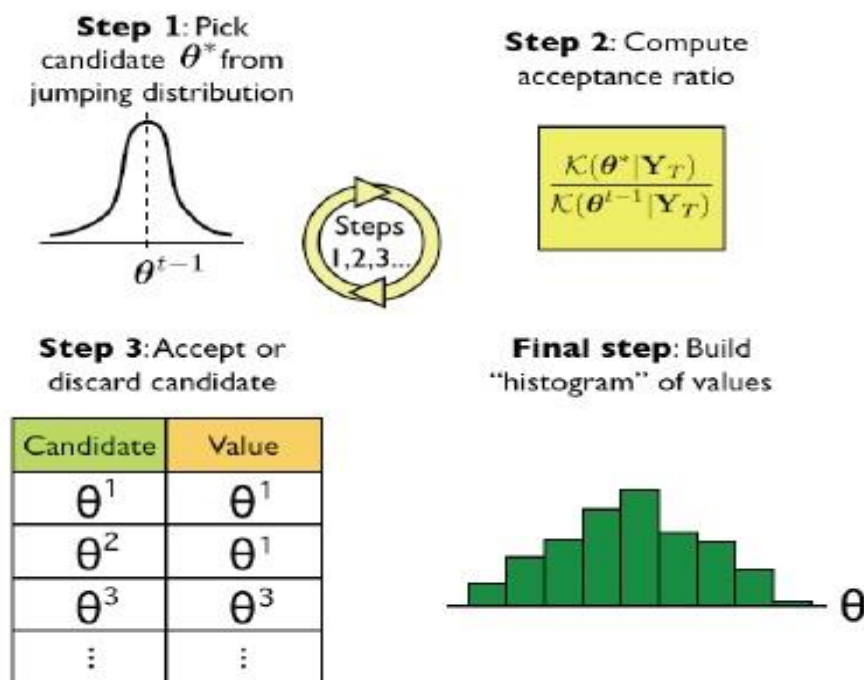 Step 1: Pick
candidate θ* from
jumping distribution
θᵗ⁻¹
Step 2: Compute
acceptance ratio
𝒦(θ*|Y_T)
𝒦(θᵗ⁻¹|Y_T)
Steps
1,2,3...
Step 3: Accept or
discard candidate
Candidate Value
θ¹ θ¹
θ² θ¹
θ³ θ³
⋮ ⋮
Final step: Build
“histogram” of values
θ